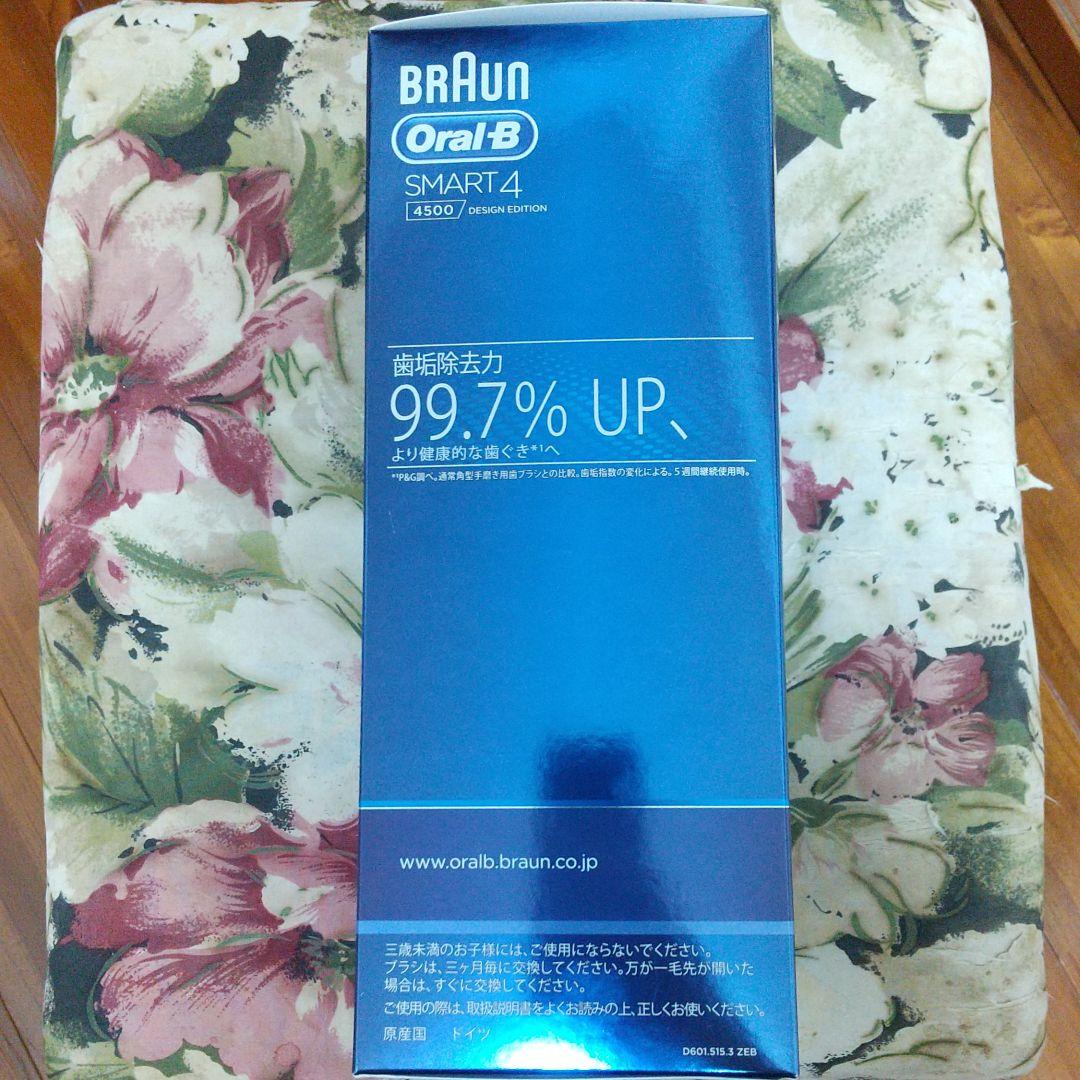 BRAUN
Oral-B
SMART4
4500 DESIGN EDITION
歯垢除去力
99.7% UP、
より健康的な歯ぐき*¹へ
*¹P&G調べ。通常角型手磨き用歯ブラシとの比較。歯垢指数の変化による。5週間継続使用時。
www.oralb.braun.co.jp
三歳未満のお子様には、ご使用にならないでください。
ブラシは、三ヶ月毎に交換してください。万が一毛先が開いた
場合は、すぐに交換してください。
ご使用の際は、取扱説明書をよくお読みの上、正しくお使いください。
原産国 ドイツ
D601.515.3 ZEB